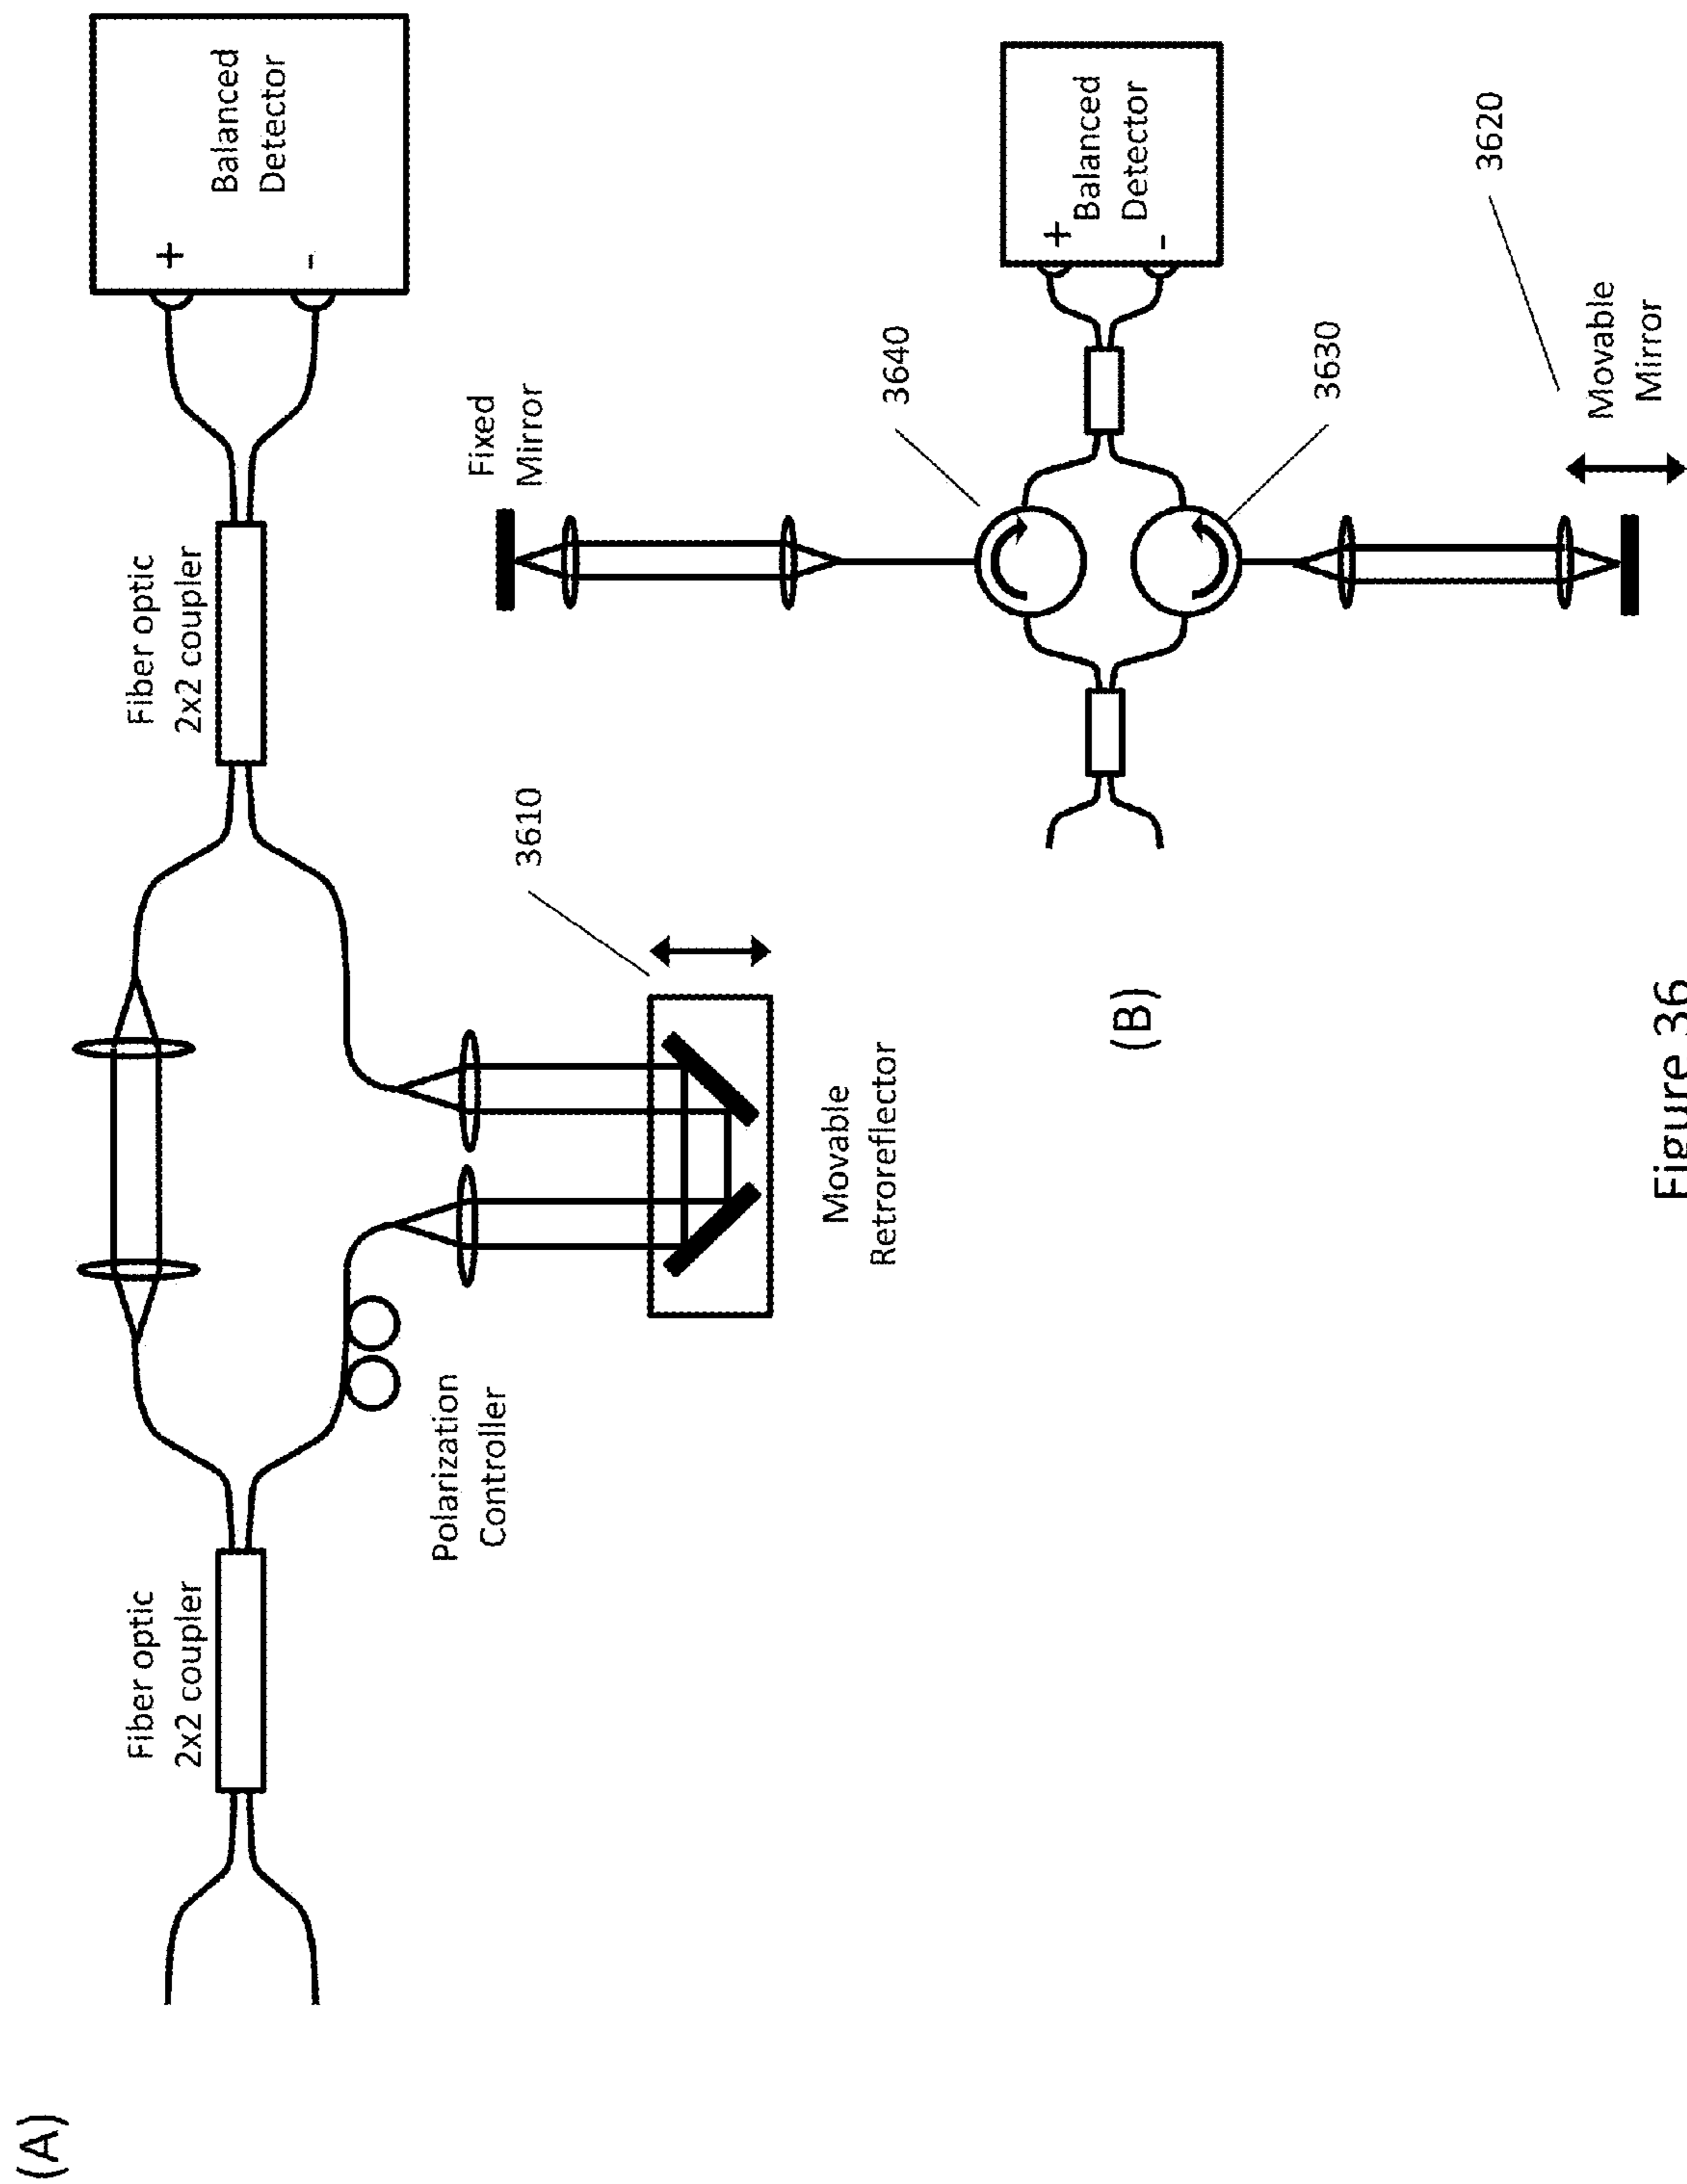 (A)
Fiber optic
2x2 coupler
Fiber optic
2x2 coupler
+
-
Balanced
Detector
Polarization
Controller
3610
Movable
Retroreflector
Fixed
Mirror
3640
(B)
+
-
Balanced
Detector
3630
3620
Movable
Mirror
Figure 36